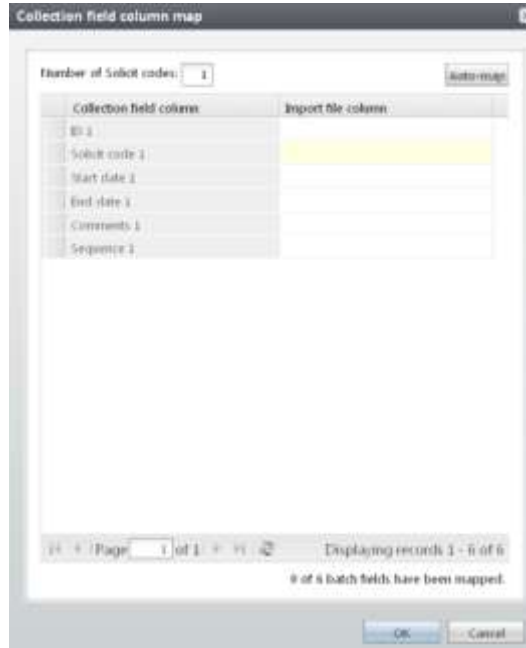 Collection field column map
Number of Solicit codes: 1
Auto-map
Collection field column Import file column
ID 1
Solicit code 1
Start date 1
End date 1
Comments 1
Sequence 1
Page 1 of 1
Displaying records 1 - 6 of 6
0 of 6 batch fields have been mapped.
OK Cancel